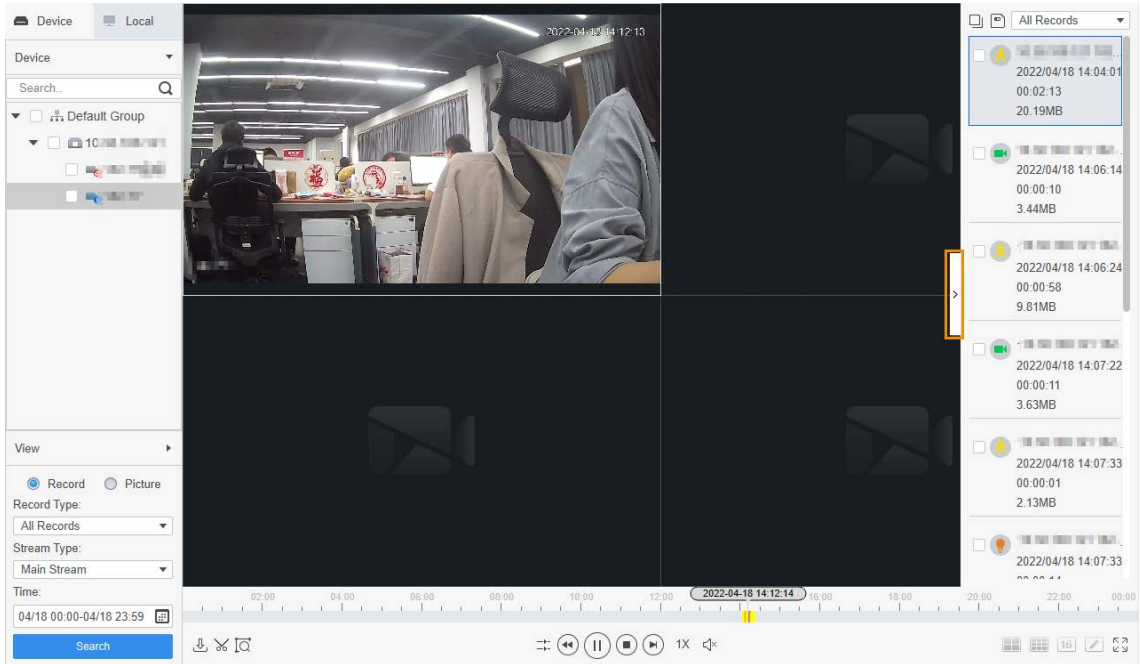 Device
Local
Device
Search..
Default Group
10
View
Record
Picture
Record Type:
All Records
Stream Type:
Main Stream
Time:
04/18 00:00-04/18 23:59
Search
2022-04-18 14:12:13
福
02:00
04:00
06:00
08:00
10:00
12:00
2022-04-18 14:12:14
16:00
18:00
20:00
22:00
00:00
1X
16
All Records
2022/04/18 14:04:01
00:02:13
20.19MB
2022/04/18 14:06:14
00:00:10
3.44MB
2022/04/18 14:06:24
00:00:58
9.81MB
2022/04/18 14:07:22
00:00:11
3.63MB
2022/04/18 14:07:33
00:00:01
2.13MB
2022/04/18 14:07:33